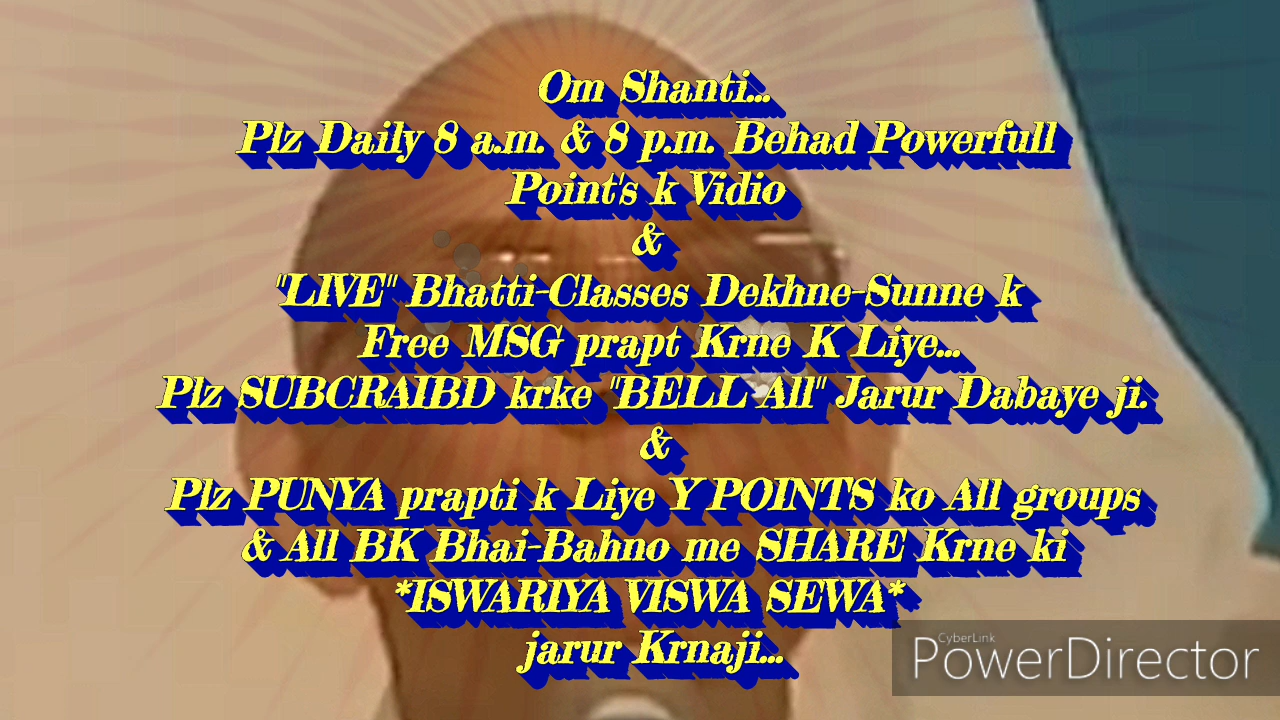 Om Shanti...
Plz Daily 8 a.m. & 8 p.m. Behad Powerfull
Point's k Vidio
&
"LIVE" Bhatti-Classes Dekhne-Sunne k
Free MSG prapt Krne K Liye...
Plz SUBCRAIBD krke "BELL All" Jarur Dabaye ji.
&
Plz PUNYA prapti k Liye Y POINTS ko All groups
& All BK Bhai-Bahno me SHARE Krne ki
*ISWARIYA VISWA SEWA*
jarur Krnaji...
CyberLink
PowerDirector